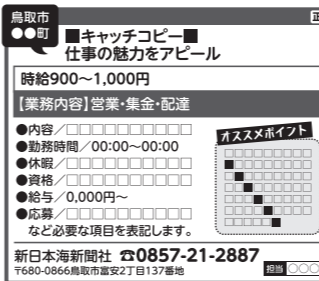 鳥取市
●●町
正
■キャッチコピー■
仕事の魅力をアピール
時給900〜1,000円
【業務内容】営業・集金・配達
●内容／□□□□□□□□□□
●勤務時間／00:00〜00:00
●休暇／□□□□□□□□□□
●資格／□□□□□□□□□□
●給与／0,000円〜
●応募／□□□□□□□□□□
など必要な項目を表記します。
オススメポイント
□□□□□□□□
■□□□□□□□
□■□□□□□□
□□■□□□□□
□□□■□□□□
□□□□■□□□
□□□□□■
新日本海新聞社 ☎0857-21-2887
〒680-0866鳥取市富安2丁目137番地
担当 〇〇〇